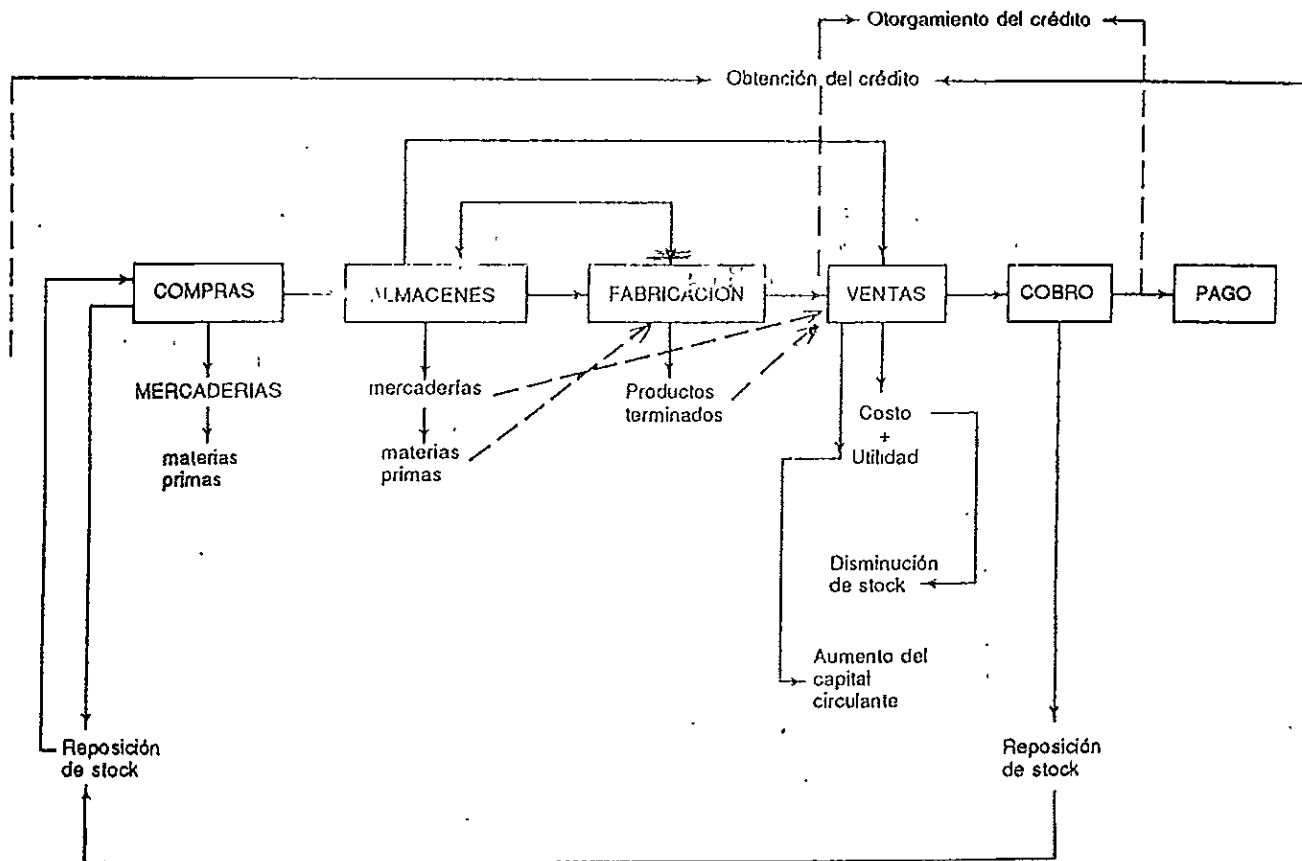 Otorgamiento del crédito
Obtención del crédito
COMPRAS
ALMACENES
FABRICACION
VENTAS
COBRO
PAGO
MERCADERIAS
materias
primas
mercaderías
materias
primas
Productos
terminados
Costo
+
Utilidad
Disminución
de stock
Aumento del
capital
circulante
Reposición
de stock
Reposición
de stock